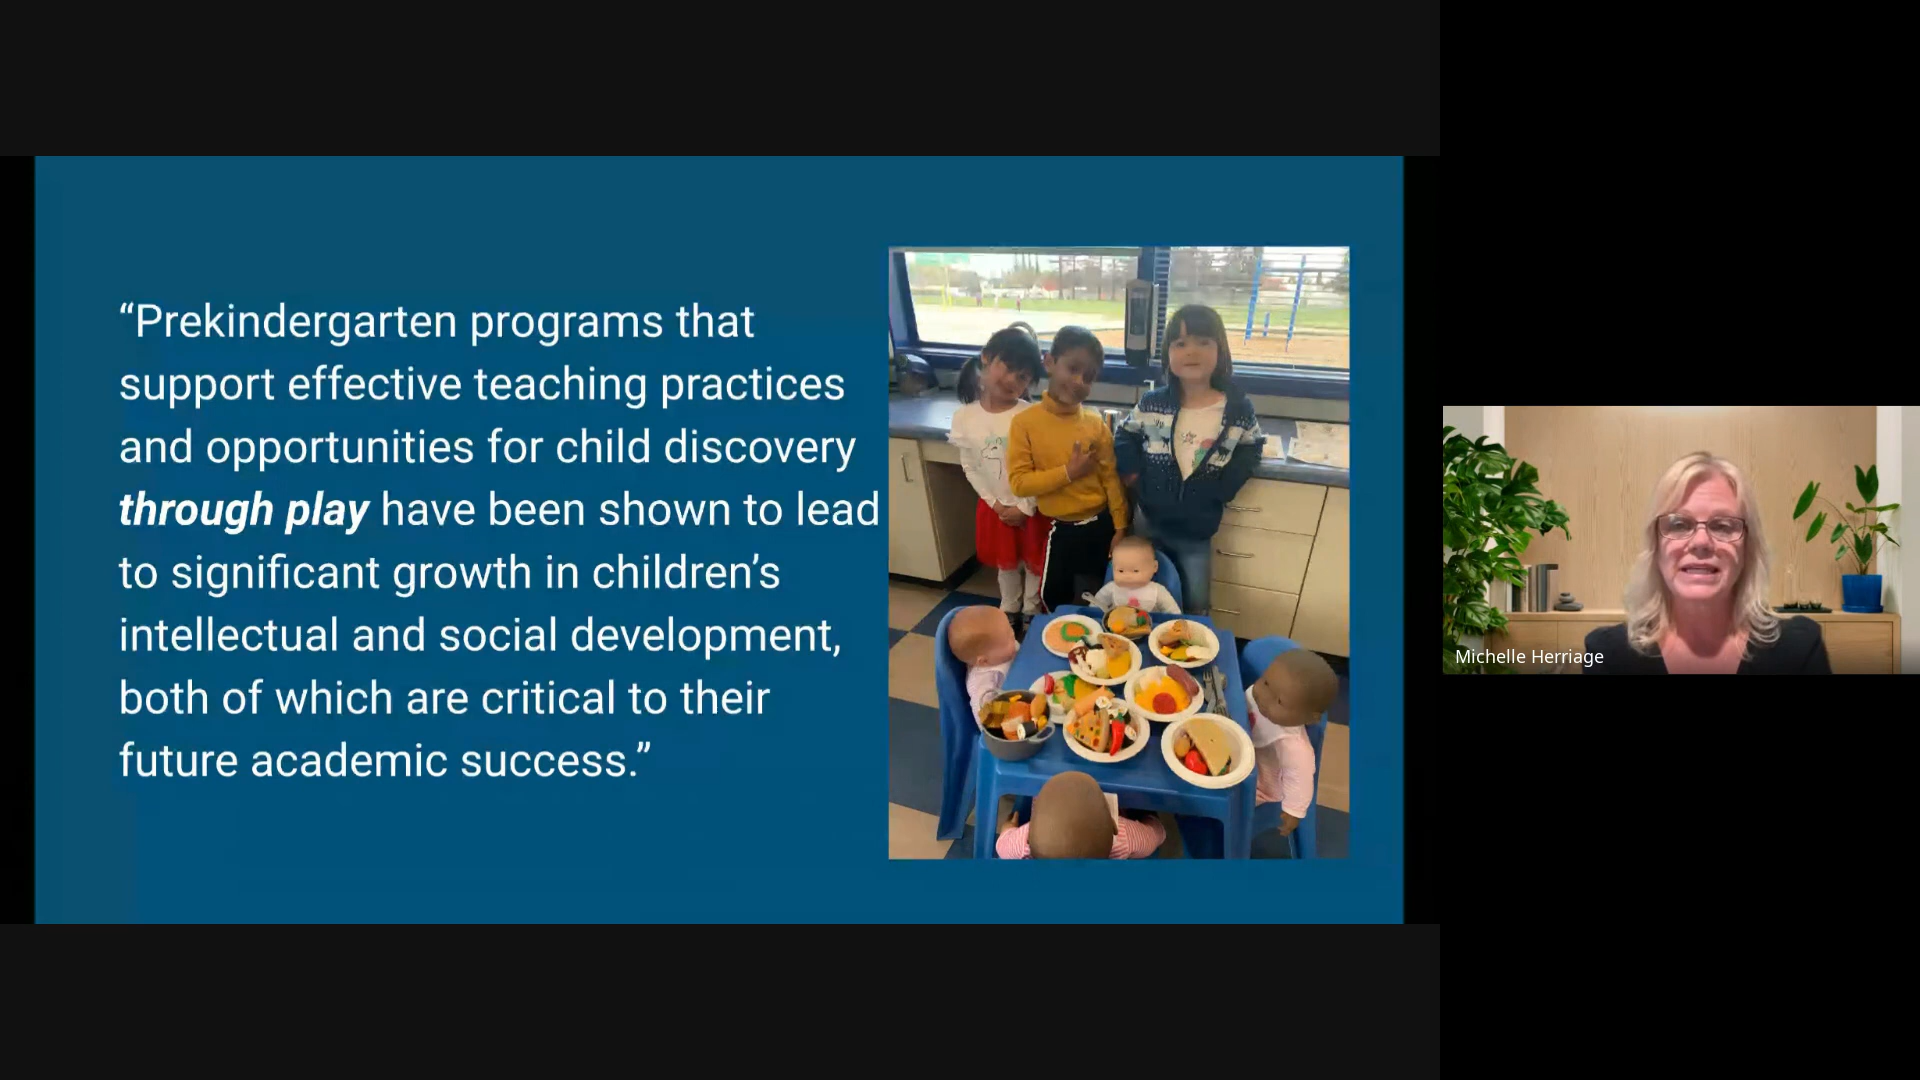 “Prekindergarten programs that
support effective teaching practices
and opportunities for child discovery
through play have been shown to lead
to significant growth in children’s
intellectual and social development,
both of which are critical to their
future academic success.”
Michelle Herriage